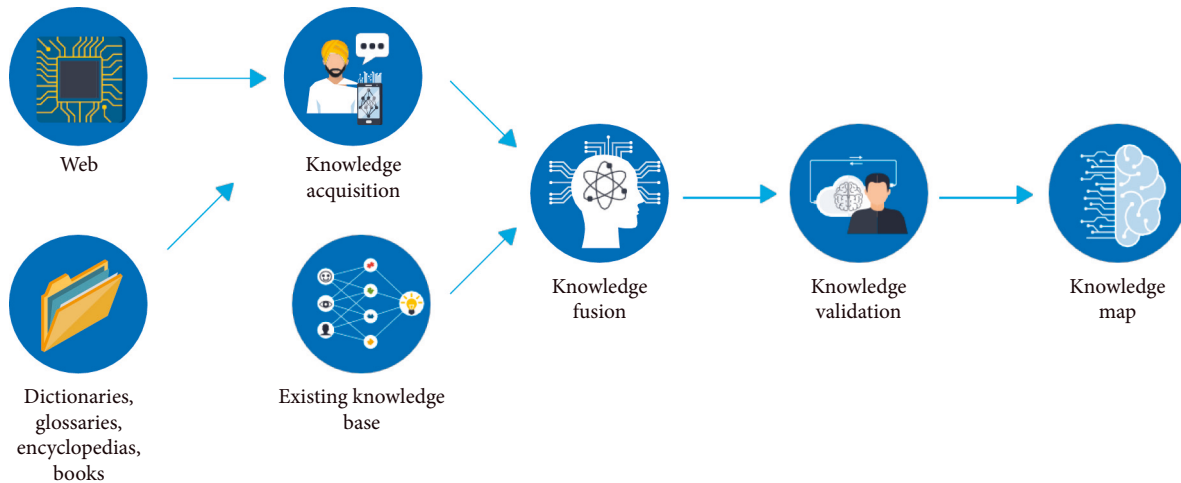 Web
Knowledge
acquisition
Dictionaries,
glossaries,
encyclopedias,
books
Existing knowledge
base
Knowledge
fusion
Knowledge
validation
Knowledge
map